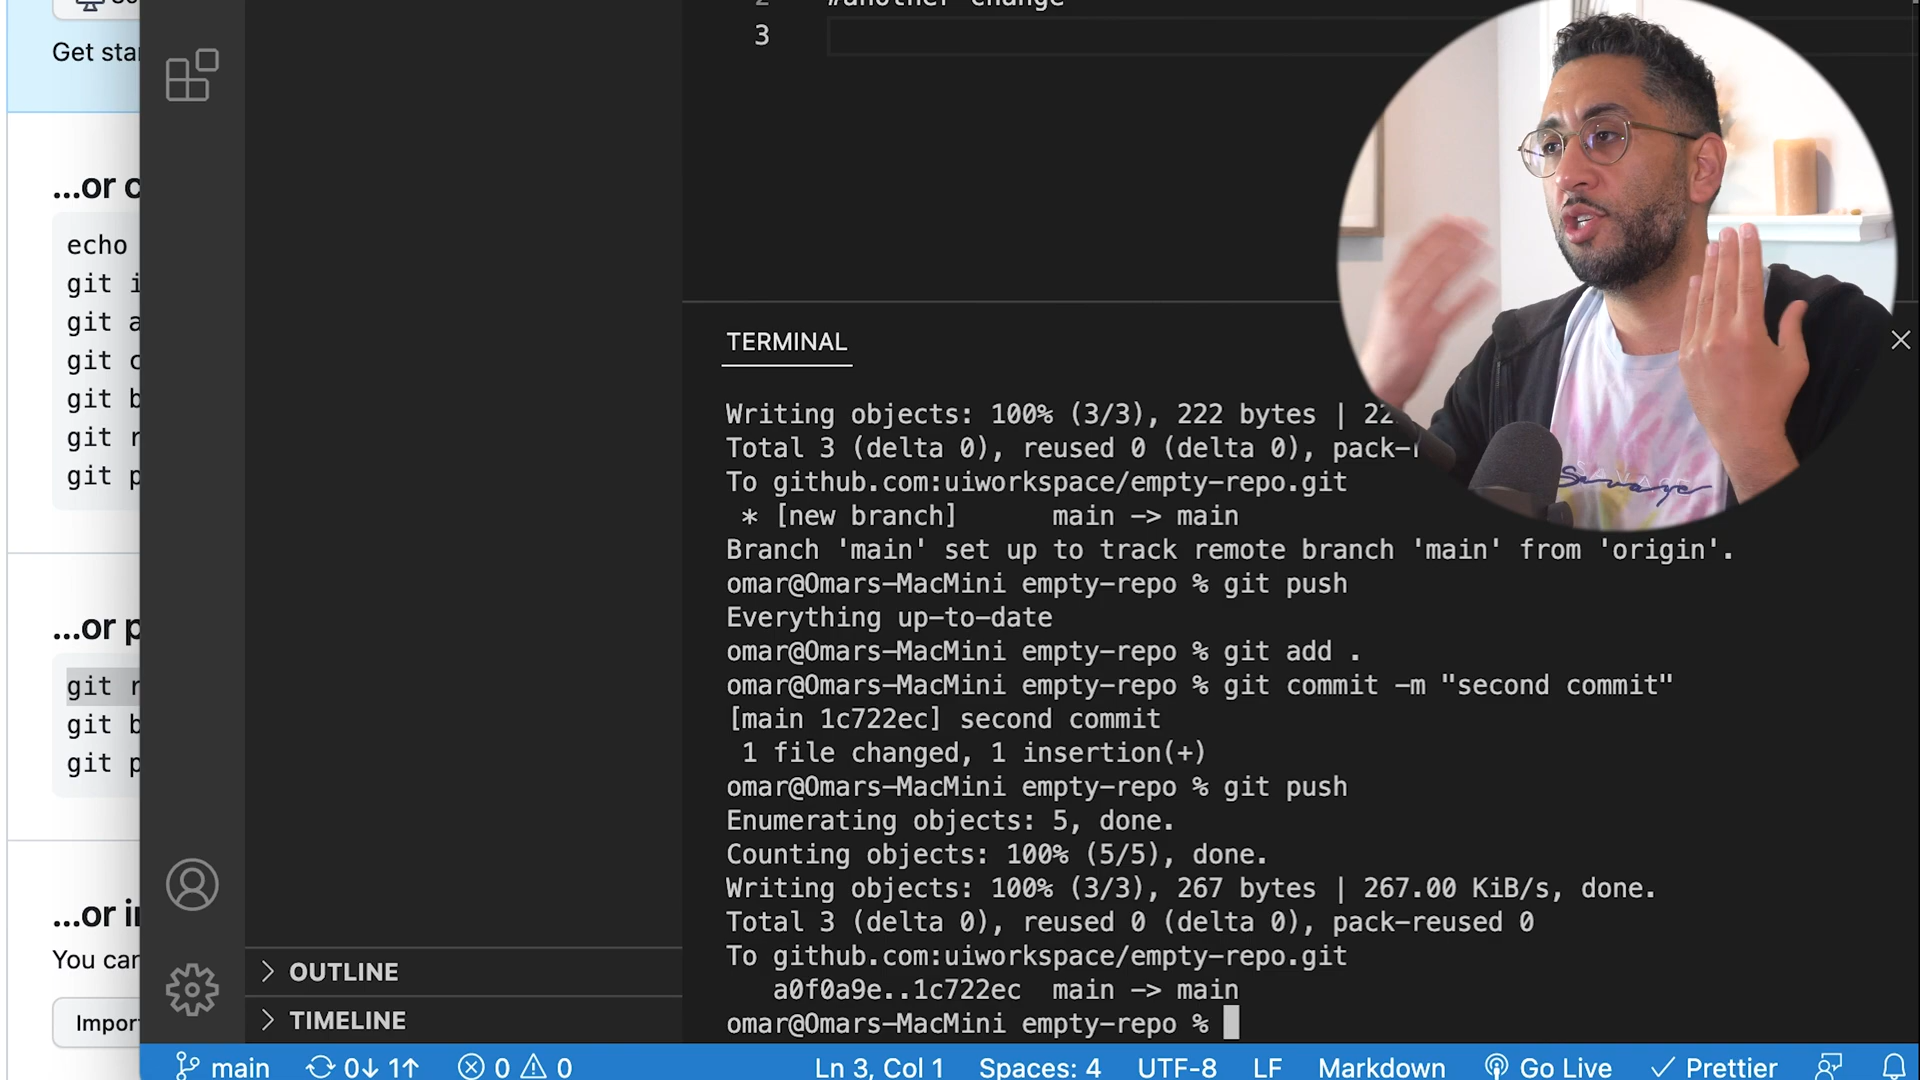 Get sta
...or c
echo
git i
git a
git c
git b
git r
git p
...or p
git r
git b
git p
...or i
You can
Impor
OUTLINE
TIMELINE
2 #another change
3
TERMINAL
Writing objects: 100% (3/3), 222 bytes | 22
Total 3 (delta 0), reused 0 (delta 0), pack-r
To github.com:uiworkspace/empty-repo.git
* [new branch] main -> main
Branch 'main' set up to track remote branch 'main' from 'origin'.
omar@Omars-MacMini empty-repo % git push
Everything up-to-date
omar@Omars-MacMini empty-repo % git add .
omar@Omars-MacMini empty-repo % git commit -m "second commit"
[main 1c722ec] second commit
1 file changed, 1 insertion(+)
omar@Omars-MacMini empty-repo % git push
Enumerating objects: 5, done.
Counting objects: 100% (5/5), done.
Writing objects: 100% (3/3), 267 bytes | 267.00 KiB/s, done.
Total 3 (delta 0), reused 0 (delta 0), pack-reused 0
To github.com:uiworkspace/empty-repo.git
a0f0a9e..1c722ec main -> main
omar@Omars-MacMini empty-repo %
main 0↓ 1↑ 0 0 Ln 3, Col 1 Spaces: 4 UTF-8 LF Markdown Go Live Prettier